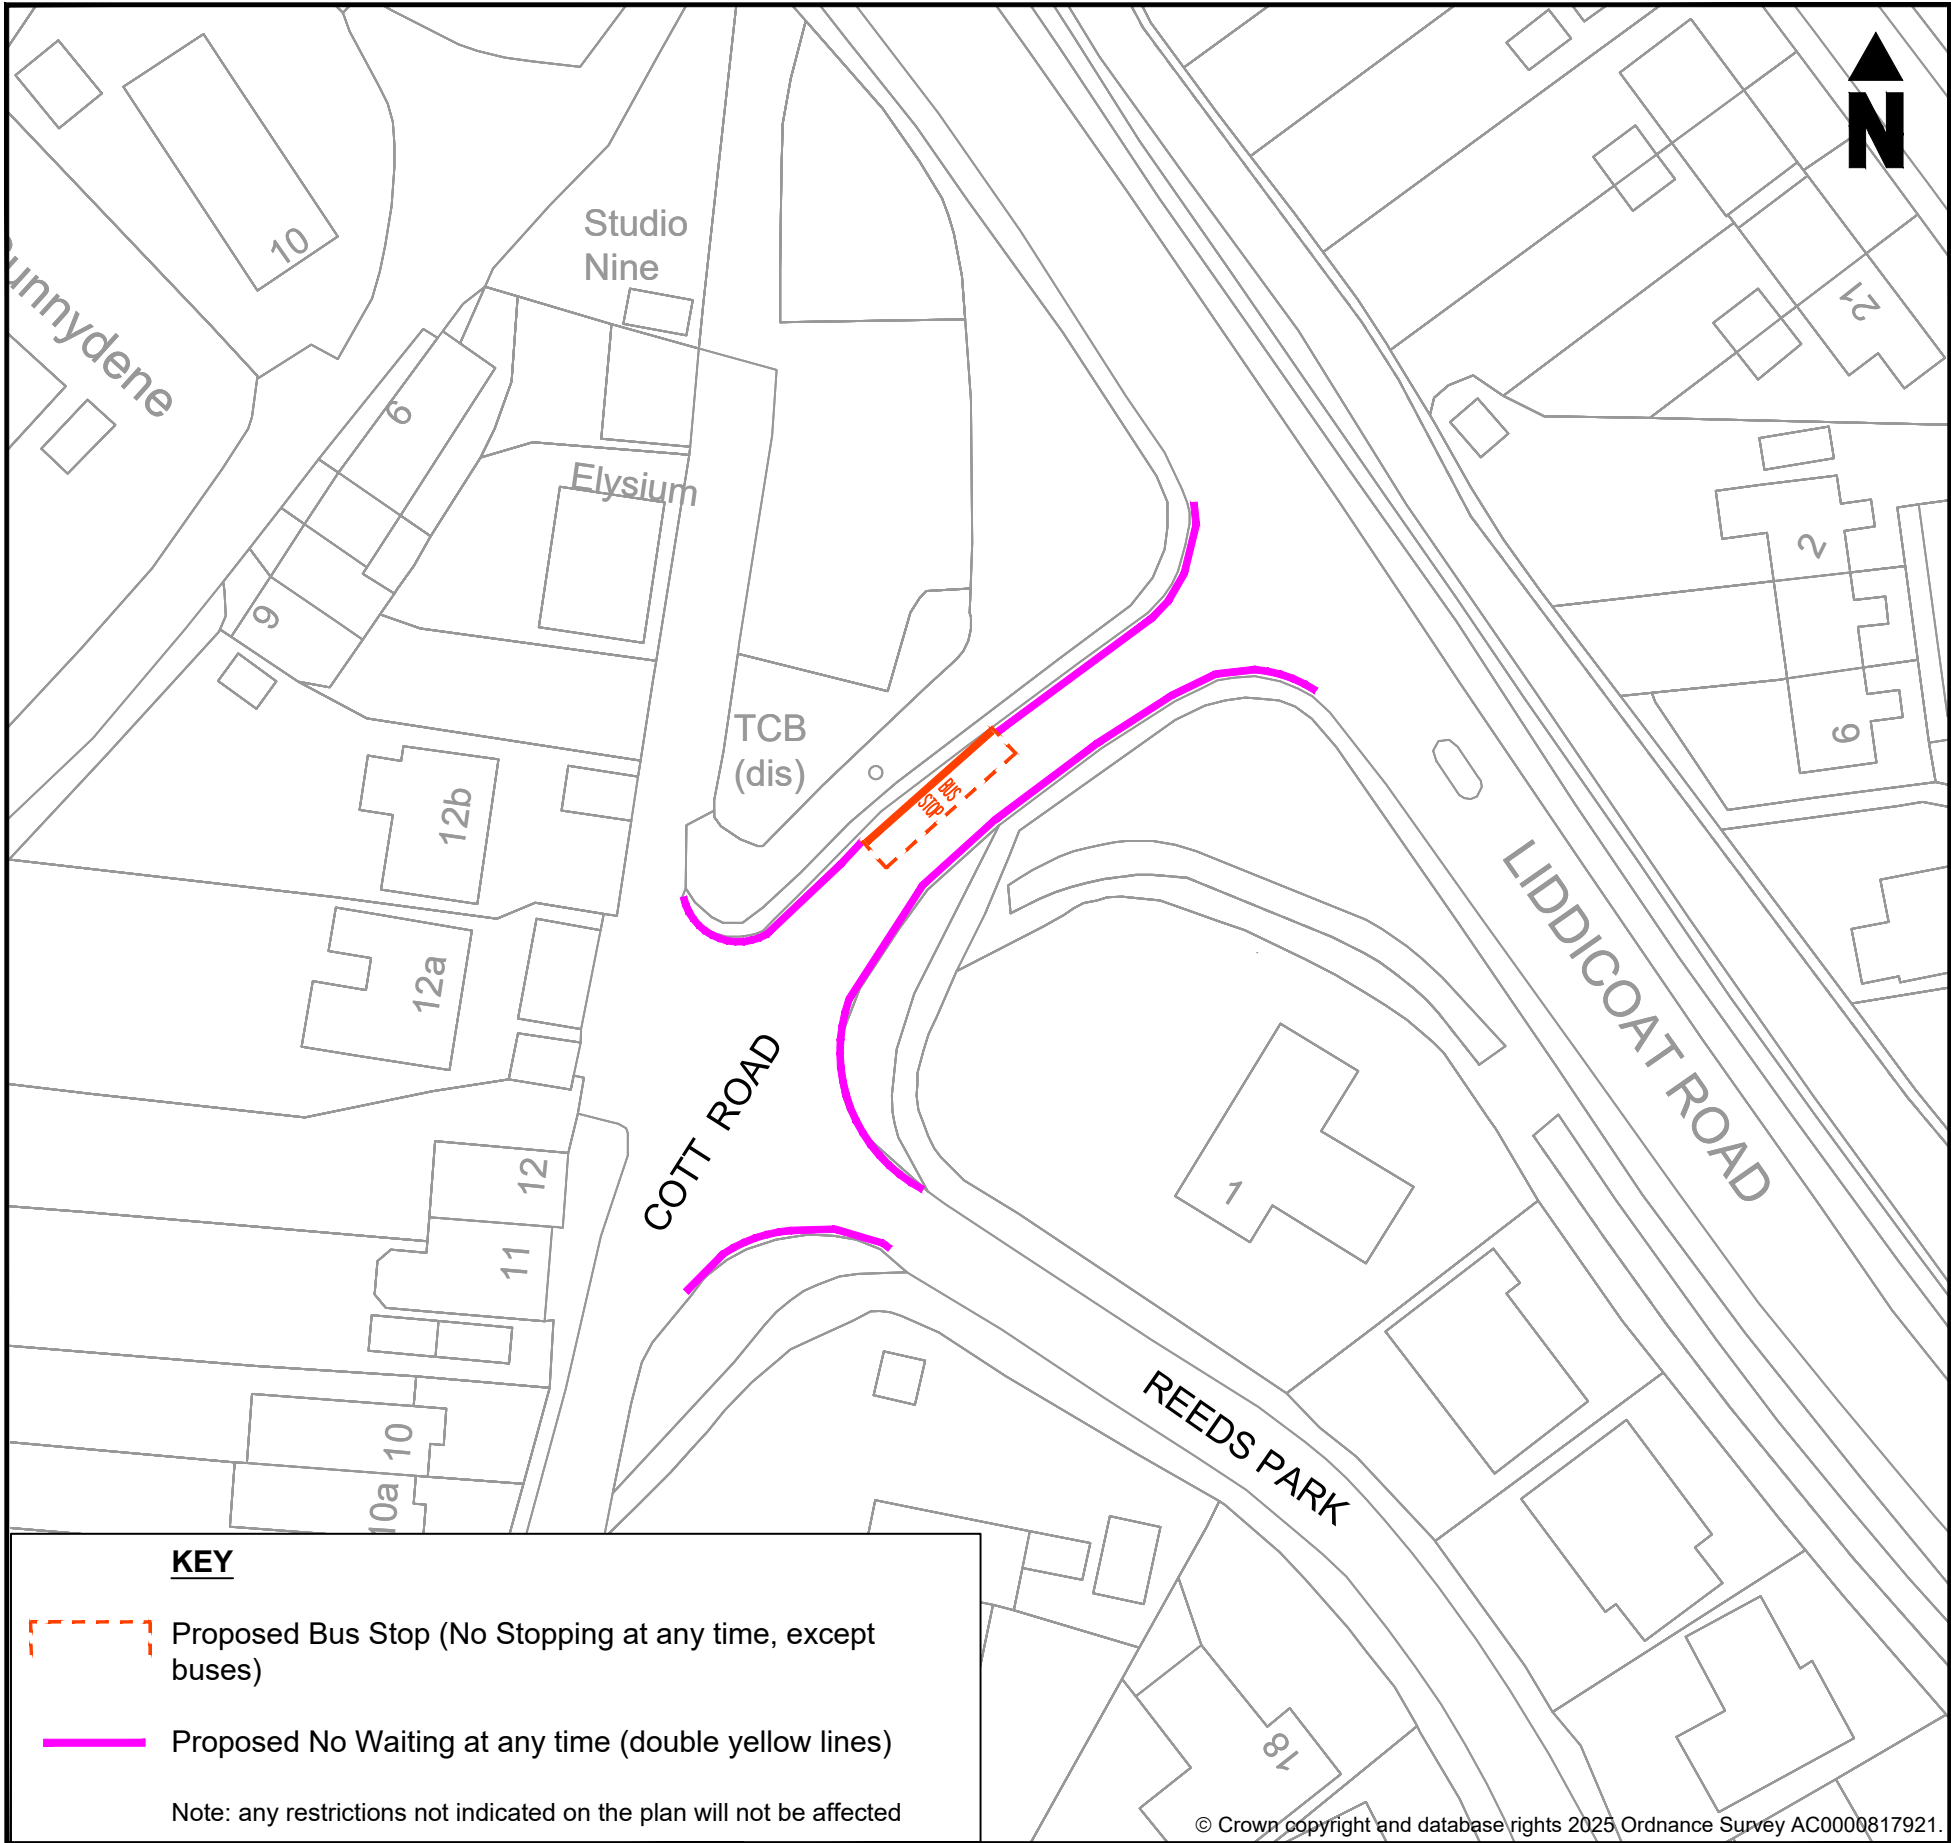 N
10
Studio
Nine
21
6
Elysium
2
9
TCB
(dis)
9
BUS
STOP
12b
LIDDICOAT ROAD
12a
COTT ROAD
12
1
11
REEDS PARK
10
10a
18
KEY
Proposed Bus Stop (No Stopping at any time, except
buses)
Proposed No Waiting at any time (double yellow lines)
Note: any restrictions not indicated on the plan will not be affected
© Crown copyright and database rights 2025 Ordnance Survey AC0000817921.